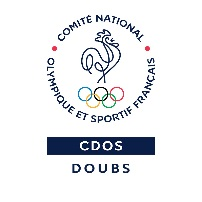 COMITÉ NATIONAL
OLYMPIQUE ET SPORTIF FRANÇAIS
CDOS
DOUBS